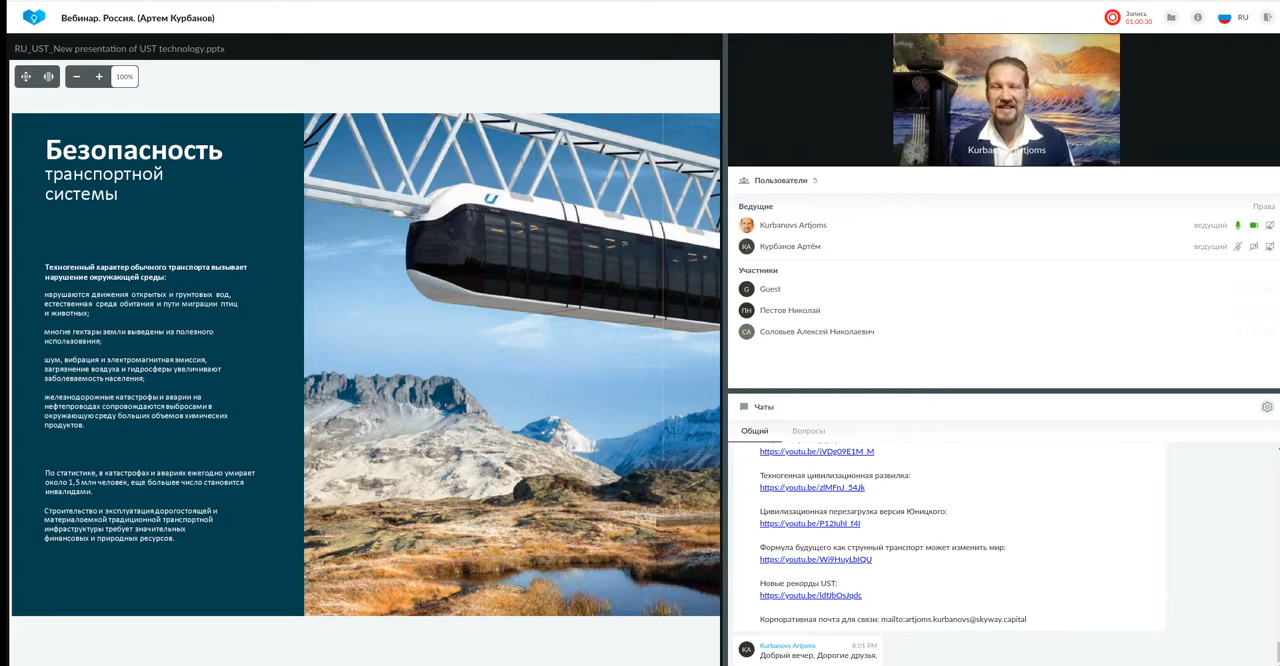 Вебинар. Россия. (Артем Курбанов)
Запись
01:00:30
RU
RU_UST_New presentation of UST technology.pptx
100%
Безопасность
транспортной
системы
Техногенный характер обычного транспорта вызывает
нарушение окружающей среды:
нарушаются движения открытых и грунтовых вод,
естественная среда обитания и пути миграции птиц
и животных;
многие гектары земли выведены из полезного
использования;
шум, вибрация и электромагнитная эмиссия,
загрязнение воздуха и гидросферы увеличивают
заболеваемость населения;
железнодорожные катастрофы и аварии на
нефтепроводах сопровождаются выбросами в
окружающую среду больших объемов химических
продуктов.
По статистике, в катастрофах и авариях ежегодно умирает
около 1,5 млн человек, еще большее число становится
инвалидами.
Строительство и эксплуатация дорогостоящей и
материалоемкой традиционной транспортной
инфраструктуры требует значительных
финансовых и природных ресурсов.
Kurbanovs Artjoms
Пользователи 5
Ведущие Права
Kurbanovs Artjoms ведущий
КА Курбанов Артём ведущий
Участники
G Guest
ПН Пестов Николай
СА Соловьев Алексей Николаевич
Чаты
Общий Вопросы
https://youtu.be/iVDg09E1M_M
Техногенная цивилизационная развилка:
https://youtu.be/zlMFnJ_54Jk
Цивилизационная перезагрузка версия Юницкого:
https://youtu.be/P12Iuhl_f4I
Формула будущего как струнный транспорт может изменить мир:
https://youtu.be/Wi9HuyLbIQU
Новые рекорды UST:
https://youtu.be/ldfJbOsJqdc
Корпоративная почта для связи: mailto:artjoms.kurbanovs@skyway.capital
KA Kurbanovs Artjoms 8:01 PM
Добрый вечер, Дорогие друзья.